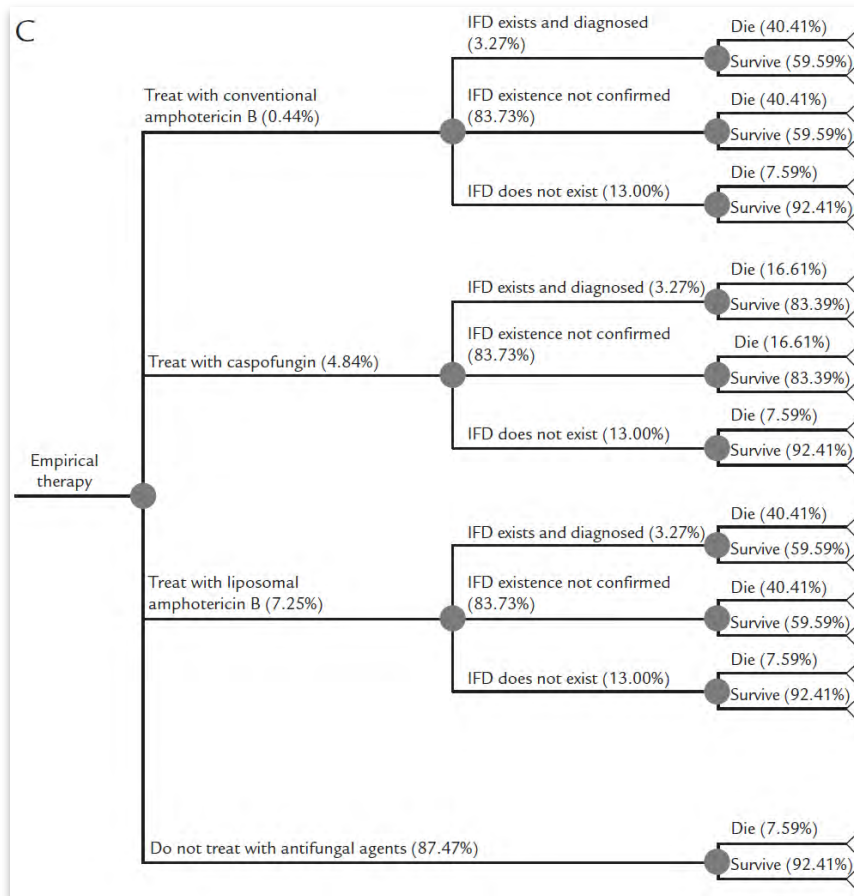 C
IFD exists and diagnosed
(3.27%)
Die (40.41%)
Survive (59.59%)
Treat with conventional
amphotericin B (0.44%)
IFD existence not confirmed
(83.73%)
Die (40.41%)
Survive (59.59%)
IFD does not exist (13.00%)
Die (7.59%)
Survive (92.41%)
IFD exists and diagnosed (3.27%)
Die (16.61%)
Survive (83.39%)
Treat with caspofungin (4.84%)
IFD existence not confirmed
(83.73%)
Die (16.61%)
Survive (83.39%)
IFD does not exist (13.00%)
Die (7.59%)
Survive (92.41%)
Empirical
therapy
IFD exists and diagnosed (3.27%)
Die (40.41%)
Survive (59.59%)
Treat with liposomal
amphotericin B (7.25%)
IFD existence not confirmed
(83.73%)
Die (40.41%)
Survive (59.59%)
IFD does not exist (13.00%)
Die (7.59%)
Survive (92.41%)
Do not treat with antifungal agents (87.47%)
Die (7.59%)
Survive (92.41%)